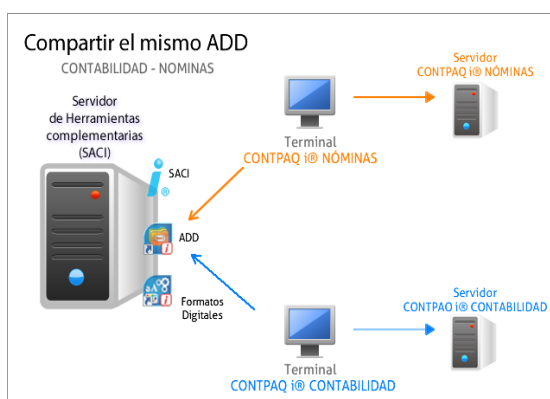 Compartir el mismo ADD
CONTABILIDAD - NOMINAS
Servidor
de Herramientas
complementarias
(SACI)
SACI
ADD
Formatos
Digitales
Terminal
CONTPAQ i® NÓMINAS
Servidor
CONTPAQ i® NÓMINAS
Terminal
CONTPAQ i® CONTABILIDAD
Servidor
CONTPAQ i® CONTABILIDAD